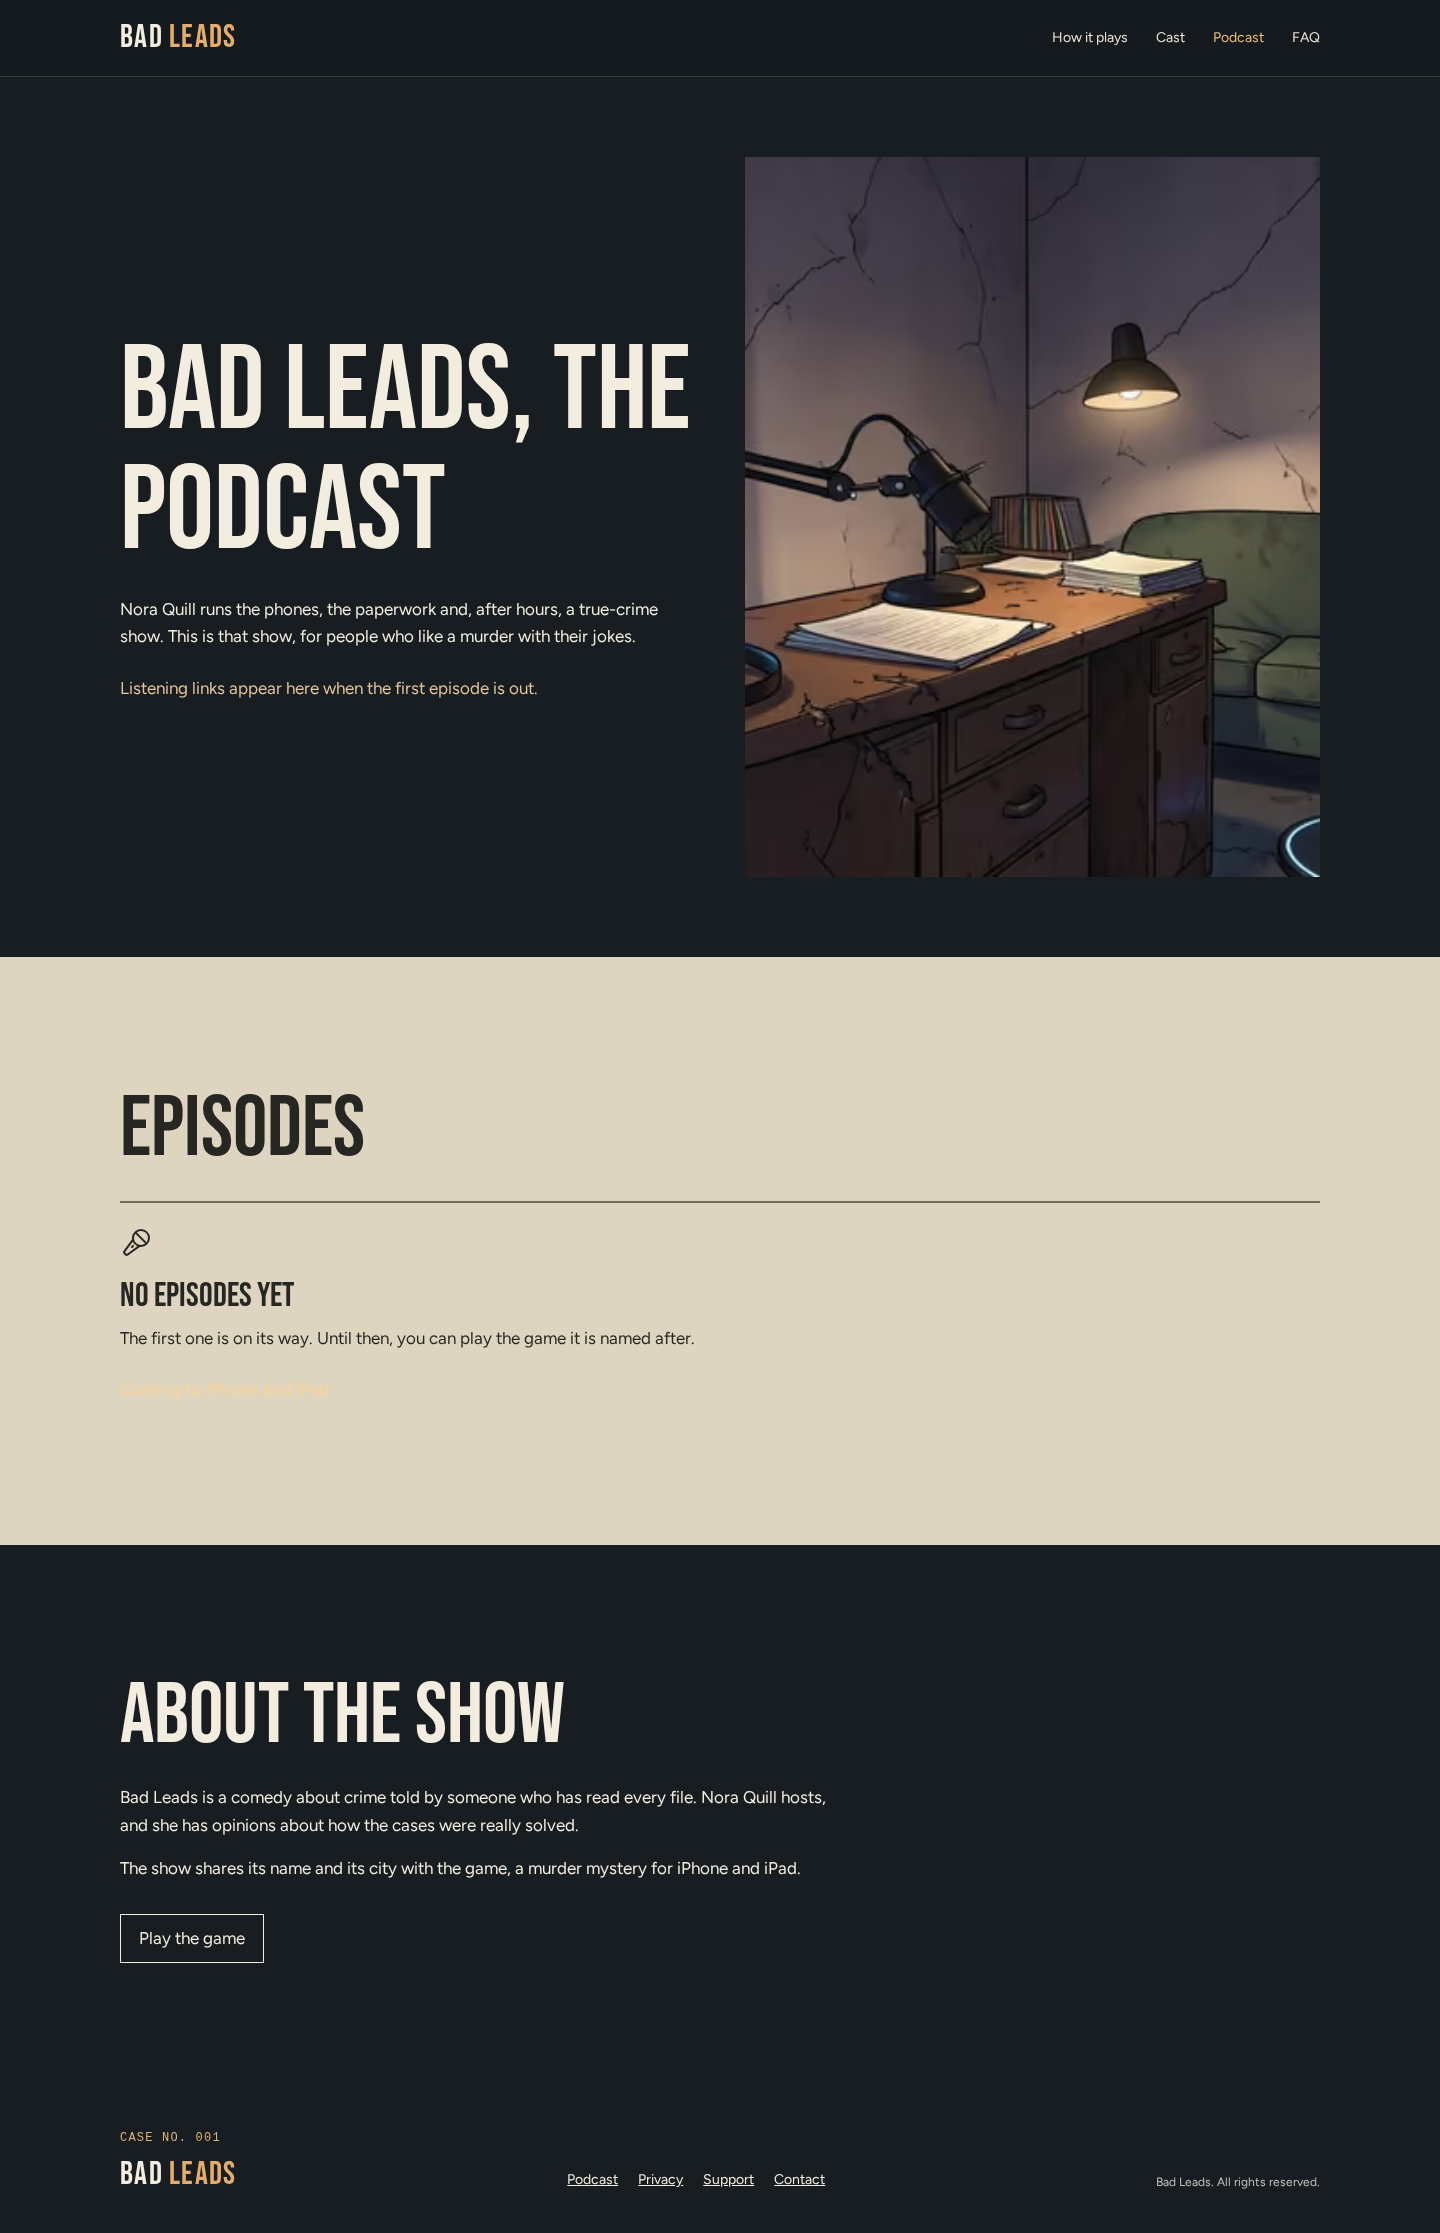 BAD LEADS
How it plays
Cast
Podcast
FAQ
BAD LEADS, THE
PODCAST
Nora Quill runs the phones, the paperwork and, after hours, a true-crime
show. This is that show, for people who like a murder with their jokes.
Listening links appear here when the first episode is out.
EPISODES
NO EPISODES YET
The first one is on its way. Until then, you can play the game it is named after.
Coming to iPhone and iPad
ABOUT THE SHOW
Bad Leads is a comedy about crime told by someone who has read every file. Nora Quill hosts,
and she has opinions about how the cases were really solved.
The show shares its name and its city with the game, a murder mystery for iPhone and iPad.
Play the game
CASE NO. 001
BAD LEADS
Podcast
Privacy
Support
Contact
Bad Leads. All rights reserved.